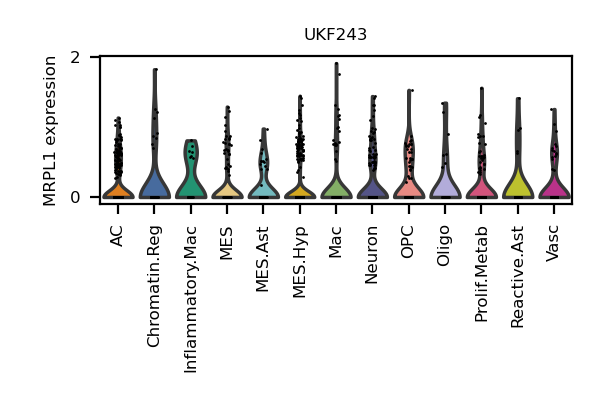 UKF243
MRPL1 expression
2
0
AC
Chromatin.Reg
Inflammatory.Mac
MES
MES.Ast
MES.Hyp
Mac
Neuron
OPC
Oligo
Prolif.Metab
Reactive.Ast
Vasc